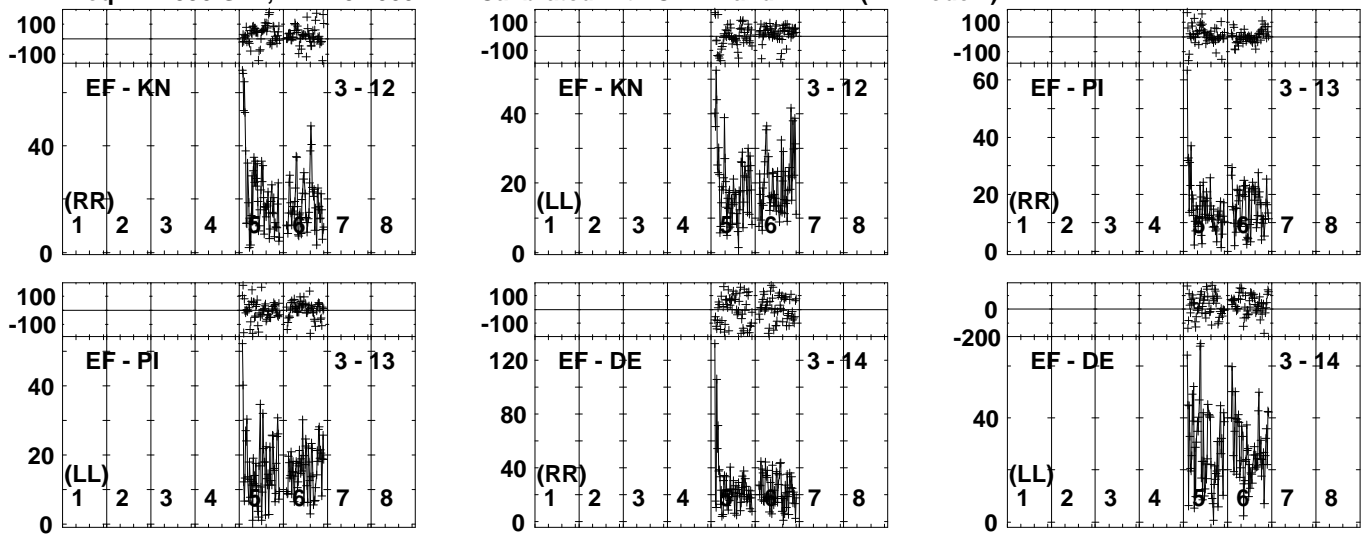 100 100 100
-100 -100 -100
EF - KN 3 - 12 EF - KN 3 - 12 60 EF - PI 3 - 13
40 40 40
20 20
(RR) (LL) (RR)
1 2 3 4 5 6 7 8 1 2 3 4 5 6 7 8 1 2 3 4 5 6 7 8
0 0 0
100 100 0
-100 -100 -200
EF - PI 3 - 13 120 EF - DE 3 - 14 EF - DE 3 - 14
40 80 40
20 40
(LL) (RR) (LL)
1 2 3 4 5 6 7 8 1 2 3 4 5 6 7 8 1 2 3 4 5 6 7 8
0 0 0